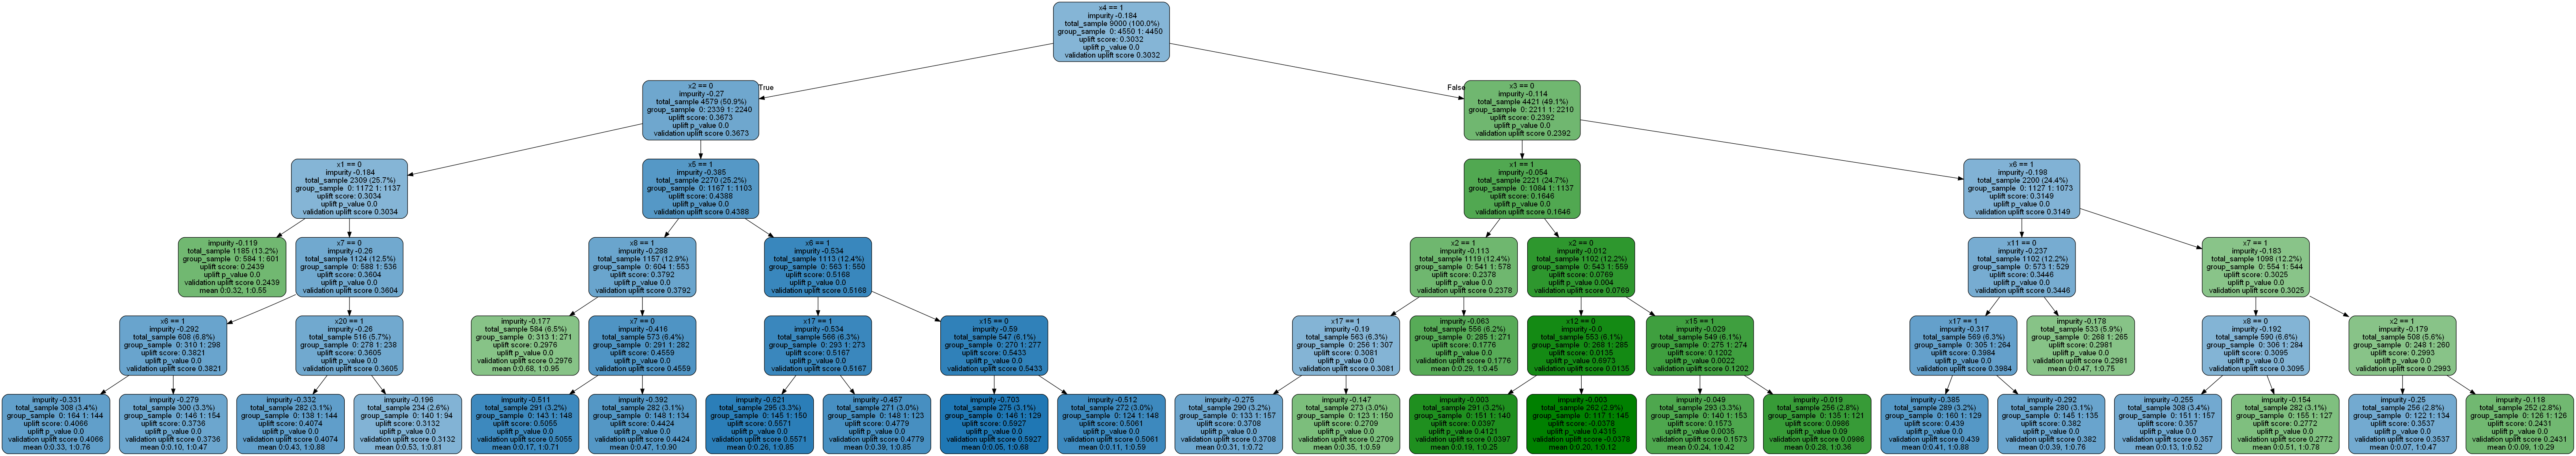 x4 == 1
impurity -0.184
total_sample 9000 (100.0%)
group_sample 0: 4550 1: 4450
uplift score: 0.3032
uplift p_value 0.0
validation uplift score 0.3032
True
False
x2 == 0
impurity -0.27
total_sample 4579 (50.9%)
group_sample 0: 2339 1: 2240
uplift score: 0.3673
uplift p_value 0.0
validation uplift score 0.3673
x3 == 0
impurity -0.114
total_sample 4421 (49.1%)
group_sample 0: 2211 1: 2210
uplift score: 0.2392
uplift p_value 0.0
validation uplift score 0.2392
x1 == 0
impurity -0.184
total_sample 2309 (25.7%)
group_sample 0: 1172 1: 1137
uplift score: 0.3034
uplift p_value 0.0
validation uplift score 0.3034
x5 == 1
impurity -0.385
total_sample 2270 (25.2%)
group_sample 0: 1167 1: 1103
uplift score: 0.4388
uplift p_value 0.0
validation uplift score 0.4388
x1 == 1
impurity -0.054
total_sample 2221 (24.7%)
group_sample 0: 1084 1: 1137
uplift score: 0.1646
uplift p_value 0.0
validation uplift score 0.1646
x6 == 1
impurity -0.198
total_sample 2200 (24.4%)
group_sample 0: 1127 1: 1073
uplift score: 0.3149
uplift p_value 0.0
validation uplift score 0.3149
impurity -0.119
total_sample 1185 (13.2%)
group_sample 0: 584 1: 601
uplift score: 0.2439
uplift p_value 0.0
validation uplift score 0.2439
mean 0:0.32, 1:0.55
x7 == 0
impurity -0.26
total_sample 1124 (12.5%)
group_sample 0: 588 1: 536
uplift score: 0.3604
uplift p_value 0.0
validation uplift score 0.3604
x8 == 1
impurity -0.288
total_sample 1157 (12.9%)
group_sample 0: 604 1: 553
uplift score: 0.3792
uplift p_value 0.0
validation uplift score 0.3792
x6 == 1
impurity -0.534
total_sample 1113 (12.4%)
group_sample 0: 563 1: 550
uplift score: 0.5168
uplift p_value 0.0
validation uplift score 0.5168
x2 == 1
impurity -0.113
total_sample 1119 (12.4%)
group_sample 0: 541 1: 578
uplift score: 0.2378
uplift p_value 0.0
validation uplift score 0.2378
x2 == 0
impurity -0.012
total_sample 1102 (12.2%)
group_sample 0: 543 1: 559
uplift score: 0.0769
uplift p_value 0.004
validation uplift score 0.0769
x11 == 0
impurity -0.237
total_sample 1102 (12.2%)
group_sample 0: 573 1: 529
uplift score: 0.3446
uplift p_value 0.0
validation uplift score 0.3446
x7 == 1
impurity -0.183
total_sample 1098 (12.2%)
group_sample 0: 554 1: 544
uplift score: 0.3025
uplift p_value 0.0
validation uplift score 0.3025
x6 == 1
impurity -0.292
total_sample 608 (6.8%)
group_sample 0: 310 1: 298
uplift score: 0.3821
uplift p_value 0.0
validation uplift score 0.3821
x20 == 1
impurity -0.26
total_sample 516 (5.7%)
group_sample 0: 278 1: 238
uplift score: 0.3605
uplift p_value 0.0
validation uplift score 0.3605
impurity -0.177
total_sample 584 (6.5%)
group_sample 0: 313 1: 271
uplift score: 0.2976
uplift p_value 0.0
validation uplift score 0.2976
mean 0:0.68, 1:0.95
x7 == 0
impurity -0.416
total_sample 573 (6.4%)
group_sample 0: 291 1: 282
uplift score: 0.4559
uplift p_value 0.0
validation uplift score 0.4559
x17 == 1
impurity -0.534
total_sample 566 (6.3%)
group_sample 0: 293 1: 273
uplift score: 0.5167
uplift p_value 0.0
validation uplift score 0.5167
x15 == 0
impurity -0.59
total_sample 547 (6.1%)
group_sample 0: 270 1: 277
uplift score: 0.5433
uplift p_value 0.0
validation uplift score 0.5433
x17 == 1
impurity -0.19
total_sample 563 (6.3%)
group_sample 0: 256 1: 307
uplift score: 0.3081
uplift p_value 0.0
validation uplift score 0.3081
impurity -0.063
total_sample 556 (6.2%)
group_sample 0: 285 1: 271
uplift score: 0.1776
uplift p_value 0.0
validation uplift score 0.1776
mean 0:0.29, 1:0.45
x12 == 0
impurity -0.0
total_sample 553 (6.1%)
group_sample 0: 268 1: 285
uplift score: 0.0135
uplift p_value 0.6973
validation uplift score 0.0135
x15 == 1
impurity -0.029
total_sample 549 (6.1%)
group_sample 0: 275 1: 274
uplift score: 0.1202
uplift p_value 0.0022
validation uplift score 0.1202
x17 == 1
impurity -0.317
total_sample 569 (6.3%)
group_sample 0: 305 1: 264
uplift score: 0.3984
uplift p_value 0.0
validation uplift score 0.3984
impurity -0.178
total_sample 533 (5.9%)
group_sample 0: 268 1: 265
uplift score: 0.2981
uplift p_value 0.0
validation uplift score 0.2981
mean 0:0.47, 1:0.75
x8 == 0
impurity -0.192
total_sample 590 (6.6%)
group_sample 0: 306 1: 284
uplift score: 0.3095
uplift p_value 0.0
validation uplift score 0.3095
x2 == 1
impurity -0.179
total_sample 508 (5.6%)
group_sample 0: 248 1: 260
uplift score: 0.2993
uplift p_value 0.0
validation uplift score 0.2993
impurity -0.331
total_sample 308 (3.4%)
group_sample 0: 164 1: 144
uplift score: 0.4066
uplift p_value 0.0
validation uplift score 0.4066
mean 0:0.33, 1:0.76
impurity -0.279
total_sample 300 (3.3%)
group_sample 0: 146 1: 154
uplift score: 0.3736
uplift p_value 0.0
validation uplift score 0.3736
mean 0:0.10, 1:0.47
impurity -0.332
total_sample 282 (3.1%)
group_sample 0: 138 1: 144
uplift score: 0.4074
uplift p_value 0.0
validation uplift score 0.4074
mean 0:0.43, 1:0.88
impurity -0.196
total_sample 234 (2.6%)
group_sample 0: 140 1: 94
uplift score: 0.3132
uplift p_value 0.0
validation uplift score 0.3132
mean 0:0.53, 1:0.81
impurity -0.511
total_sample 291 (3.2%)
group_sample 0: 143 1: 148
uplift score: 0.5055
uplift p_value 0.0
validation uplift score 0.5055
mean 0:0.17, 1:0.71
impurity -0.392
total_sample 282 (3.1%)
group_sample 0: 148 1: 134
uplift score: 0.4424
uplift p_value 0.0
validation uplift score 0.4424
mean 0:0.47, 1:0.90
impurity -0.621
total_sample 295 (3.3%)
group_sample 0: 145 1: 150
uplift score: 0.5571
uplift p_value 0.0
validation uplift score 0.5571
mean 0:0.26, 1:0.85
impurity -0.457
total_sample 271 (3.0%)
group_sample 0: 148 1: 123
uplift score: 0.4779
uplift p_value 0.0
validation uplift score 0.4779
mean 0:0.39, 1:0.85
impurity -0.703
total_sample 275 (3.1%)
group_sample 0: 146 1: 129
uplift score: 0.5927
uplift p_value 0.0
validation uplift score 0.5927
mean 0:0.05, 1:0.68
impurity -0.512
total_sample 272 (3.0%)
group_sample 0: 124 1: 148
uplift score: 0.5061
uplift p_value 0.0
validation uplift score 0.5061
mean 0:0.11, 1:0.59
impurity -0.275
total_sample 290 (3.2%)
group_sample 0: 133 1: 157
uplift score: 0.3708
uplift p_value 0.0
validation uplift score 0.3708
mean 0:0.31, 1:0.72
impurity -0.147
total_sample 273 (3.0%)
group_sample 0: 123 1: 150
uplift score: 0.2709
uplift p_value 0.0
validation uplift score 0.2709
mean 0:0.35, 1:0.59
impurity -0.003
total_sample 291 (3.2%)
group_sample 0: 151 1: 140
uplift score: 0.0397
uplift p_value 0.4121
validation uplift score 0.0397
mean 0:0.19, 1:0.25
impurity -0.003
total_sample 262 (2.9%)
group_sample 0: 117 1: 145
uplift score: -0.0378
uplift p_value 0.4315
validation uplift score -0.0378
mean 0:0.20, 1:0.12
impurity -0.049
total_sample 293 (3.3%)
group_sample 0: 140 1: 153
uplift score: 0.1573
uplift p_value 0.0035
validation uplift score 0.1573
mean 0:0.24, 1:0.42
impurity -0.019
total_sample 256 (2.8%)
group_sample 0: 135 1: 121
uplift score: 0.0986
uplift p_value 0.09
validation uplift score 0.0986
mean 0:0.28, 1:0.36
impurity -0.385
total_sample 289 (3.2%)
group_sample 0: 160 1: 129
uplift score: 0.439
uplift p_value 0.0
validation uplift score 0.439
mean 0:0.41, 1:0.88
impurity -0.292
total_sample 280 (3.1%)
group_sample 0: 145 1: 135
uplift score: 0.382
uplift p_value 0.0
validation uplift score 0.382
mean 0:0.39, 1:0.76
impurity -0.255
total_sample 308 (3.4%)
group_sample 0: 151 1: 157
uplift score: 0.357
uplift p_value 0.0
validation uplift score 0.357
mean 0:0.13, 1:0.52
impurity -0.154
total_sample 282 (3.1%)
group_sample 0: 155 1: 127
uplift score: 0.2772
uplift p_value 0.0
validation uplift score 0.2772
mean 0:0.51, 1:0.78
impurity -0.25
total_sample 256 (2.8%)
group_sample 0: 122 1: 134
uplift score: 0.3537
uplift p_value 0.0
validation uplift score 0.3537
mean 0:0.07, 1:0.47
impurity -0.118
total_sample 252 (2.8%)
group_sample 0: 126 1: 126
uplift score: 0.2431
uplift p_value 0.0
validation uplift score 0.2431
mean 0:0.09, 1:0.29